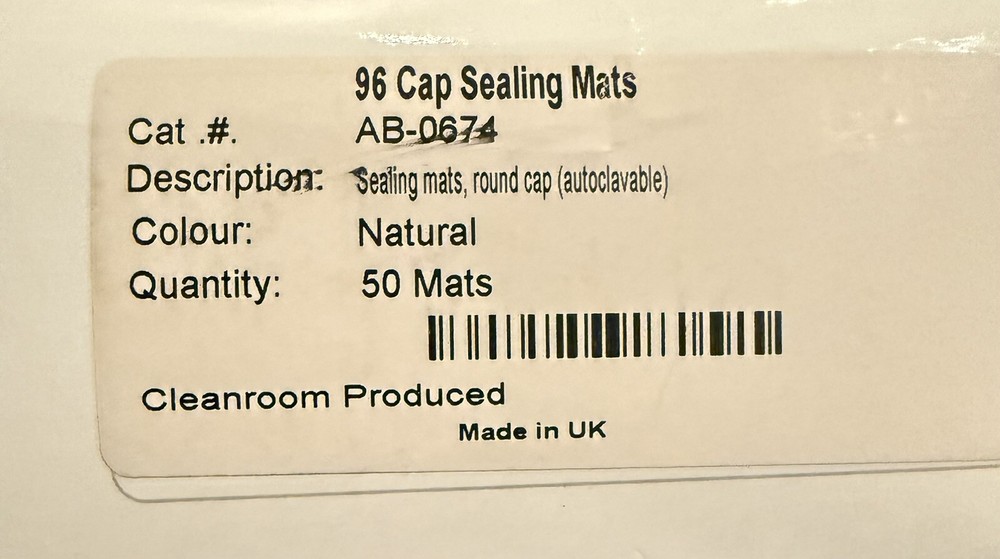 96 Cap Sealing Mats
Cat .#. AB-0674
Description: Sealing mats, round cap (autoclavable)
Colour: Natural
Quantity: 50 Mats
Cleanroom Produced
Made in UK